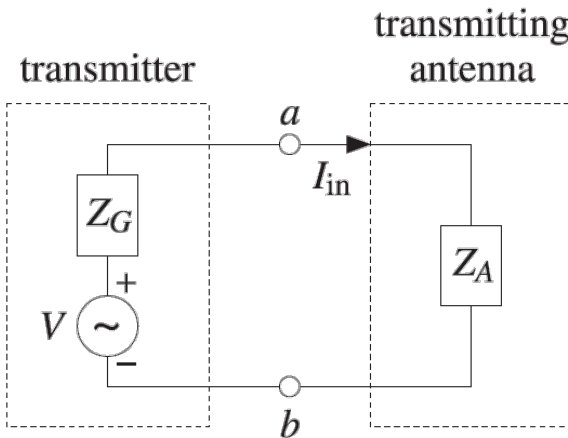 transmitter
transmitting
antenna
a
I_in
Z_G
Z_A
+
V ~
−
b